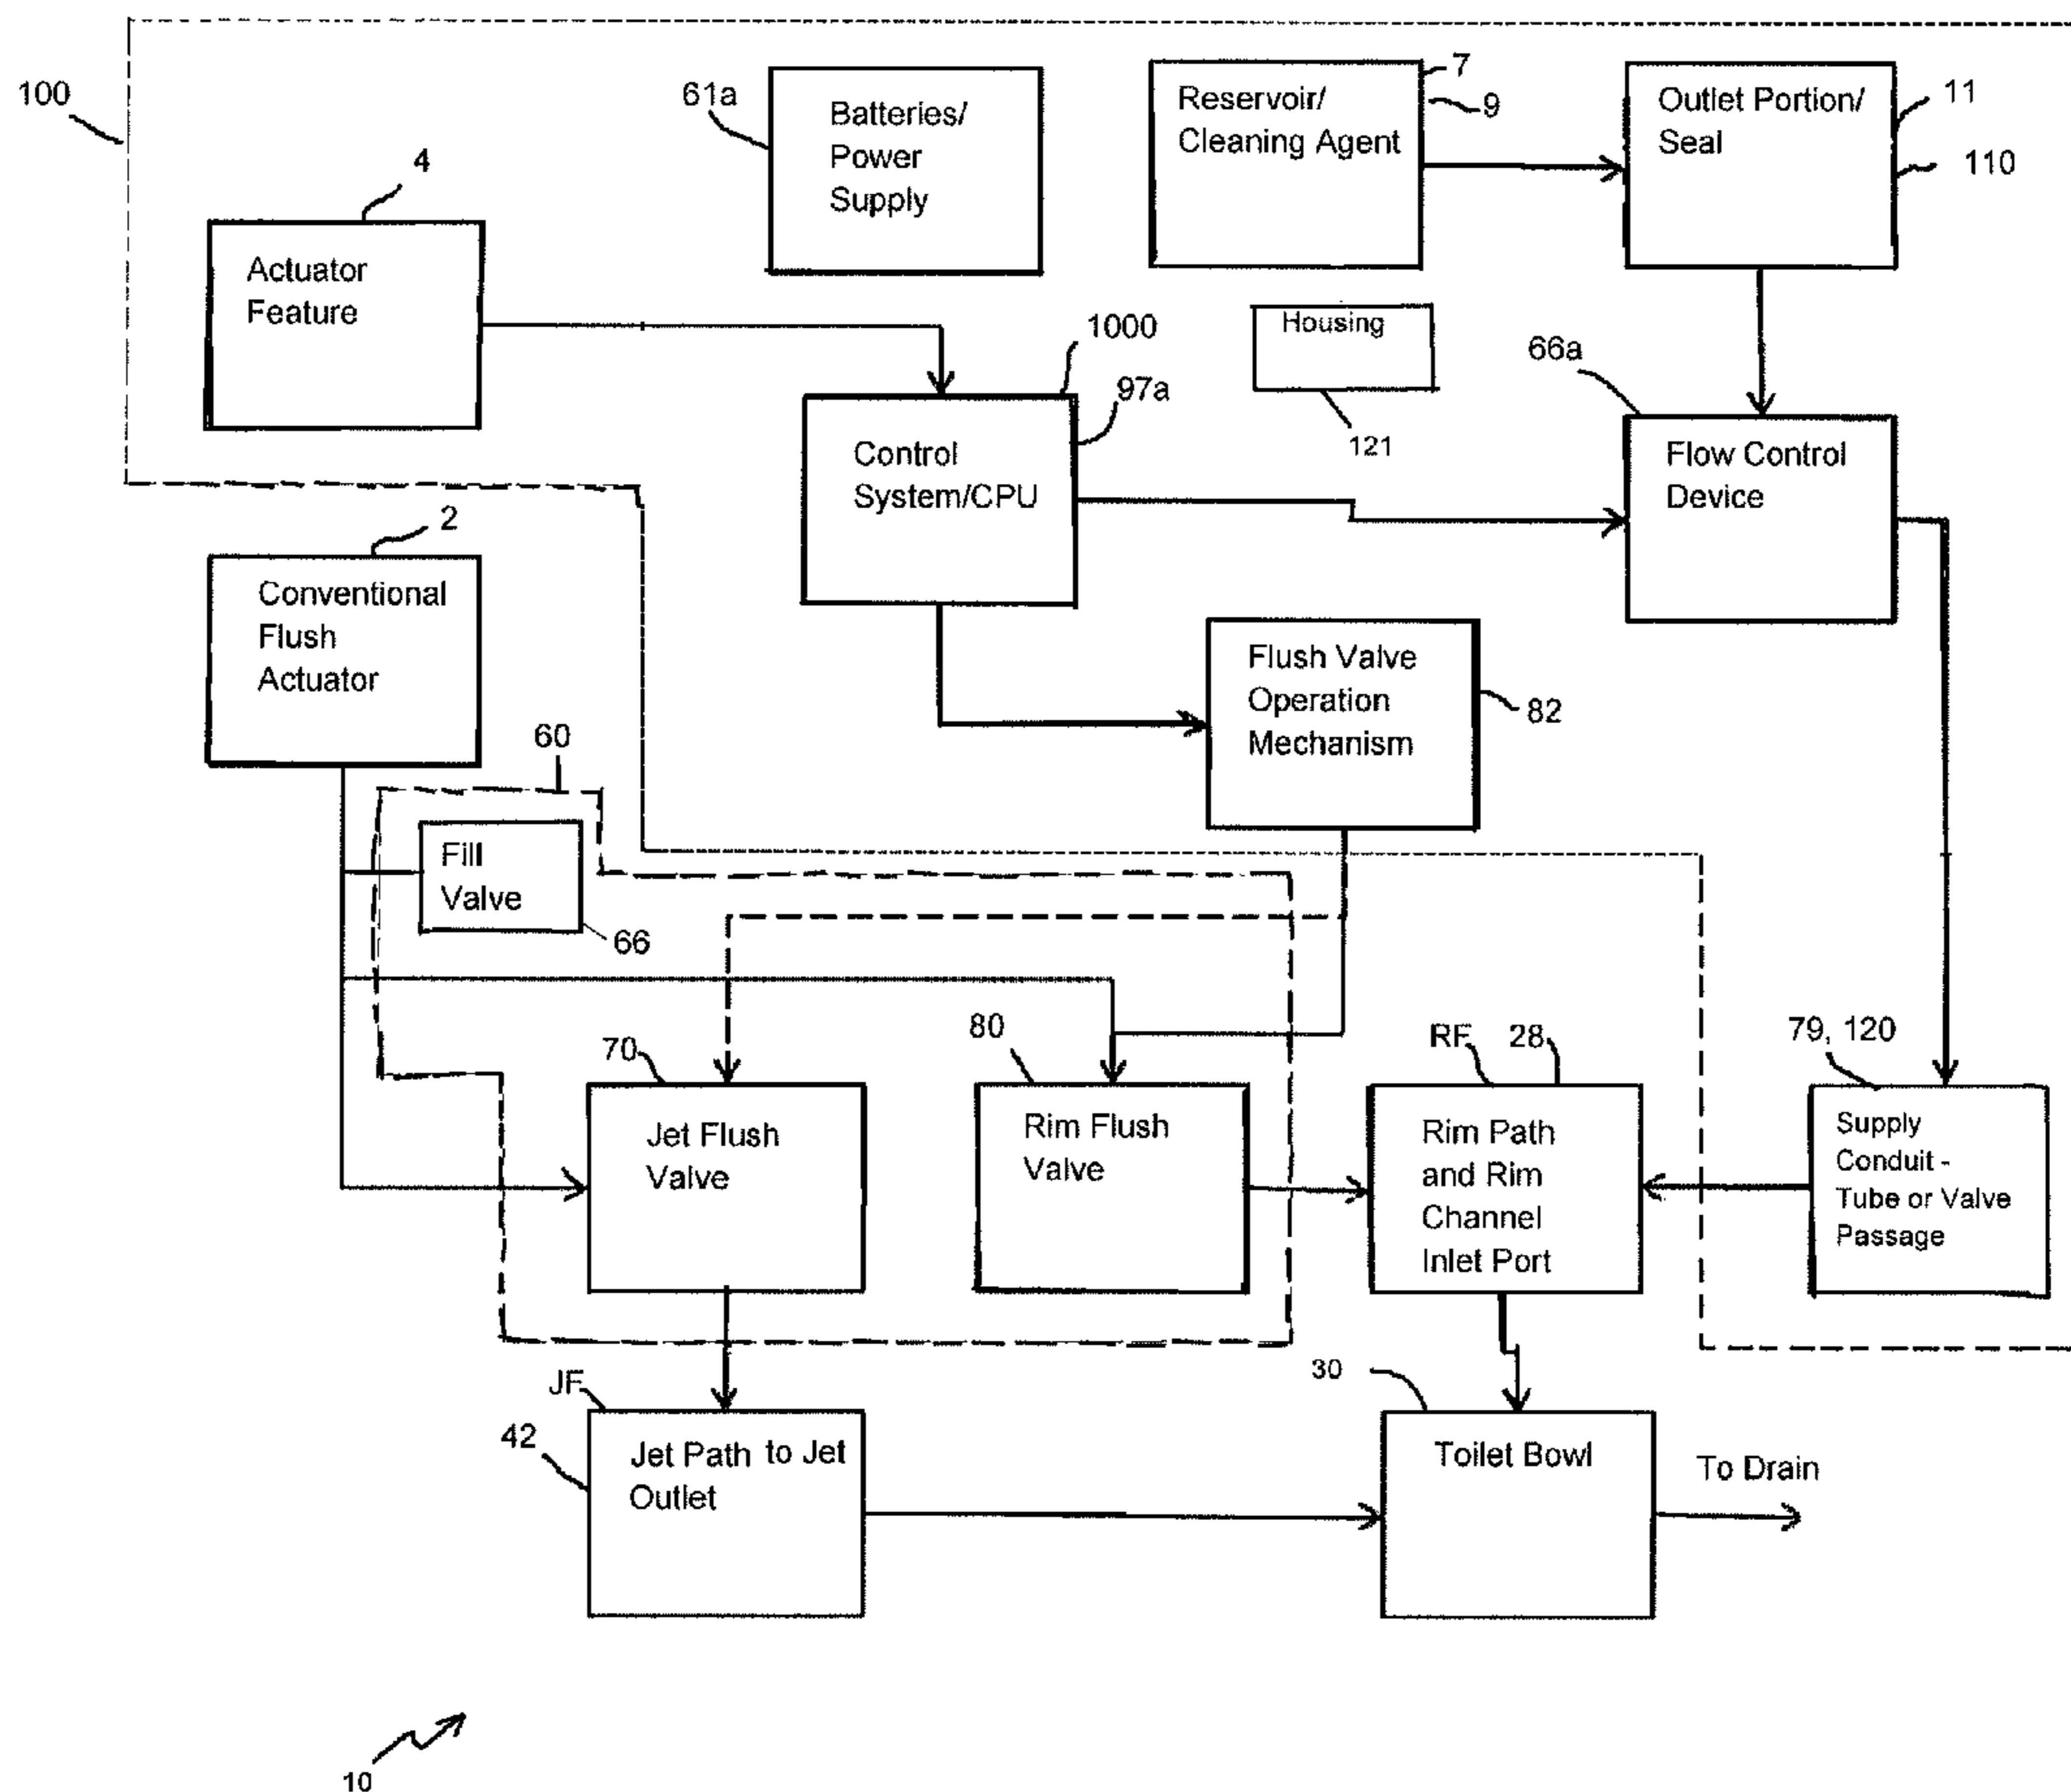 100
4
Actuator
Feature
61a
Batteries/
Power
Supply
7
9
Reservoir/
Cleaning Agent
11
110
Outlet Portion/
Seal
1000
97a
Control
System/CPU
Housing
121
66a
Flow Control
Device
2
Conventional
Flush
Actuator
82
Flush Valve
Operation
Mechanism
60
Fill
Valve
66
70
Jet Flush
Valve
80
Rim Flush
Valve
RF 28
Rim Path
and Rim
Channel
Inlet Port
79, 120
Supply
Conduit -
Tube or Valve
Passage
JF
42
Jet Path to Jet
Outlet
30
Toilet Bowl
To Drain
10